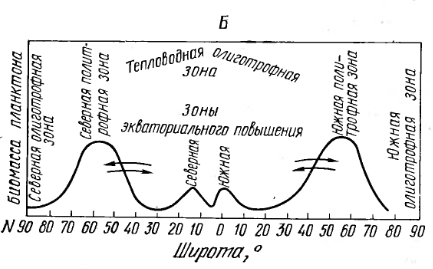 Б
Биомасса планктона
Северная олиготрофная
зона
Северная полит-
рофная зона
Тепловодная олиготрофная
зона
Зоны
экваториального повышения
Северная
Южная
Южная поли-
трофная зона
Южная
олиготрофная зона
N 90 80 70 60 50 40 30 20 10 0 10 20 30 40 50 60 70 80 90
Широта,°